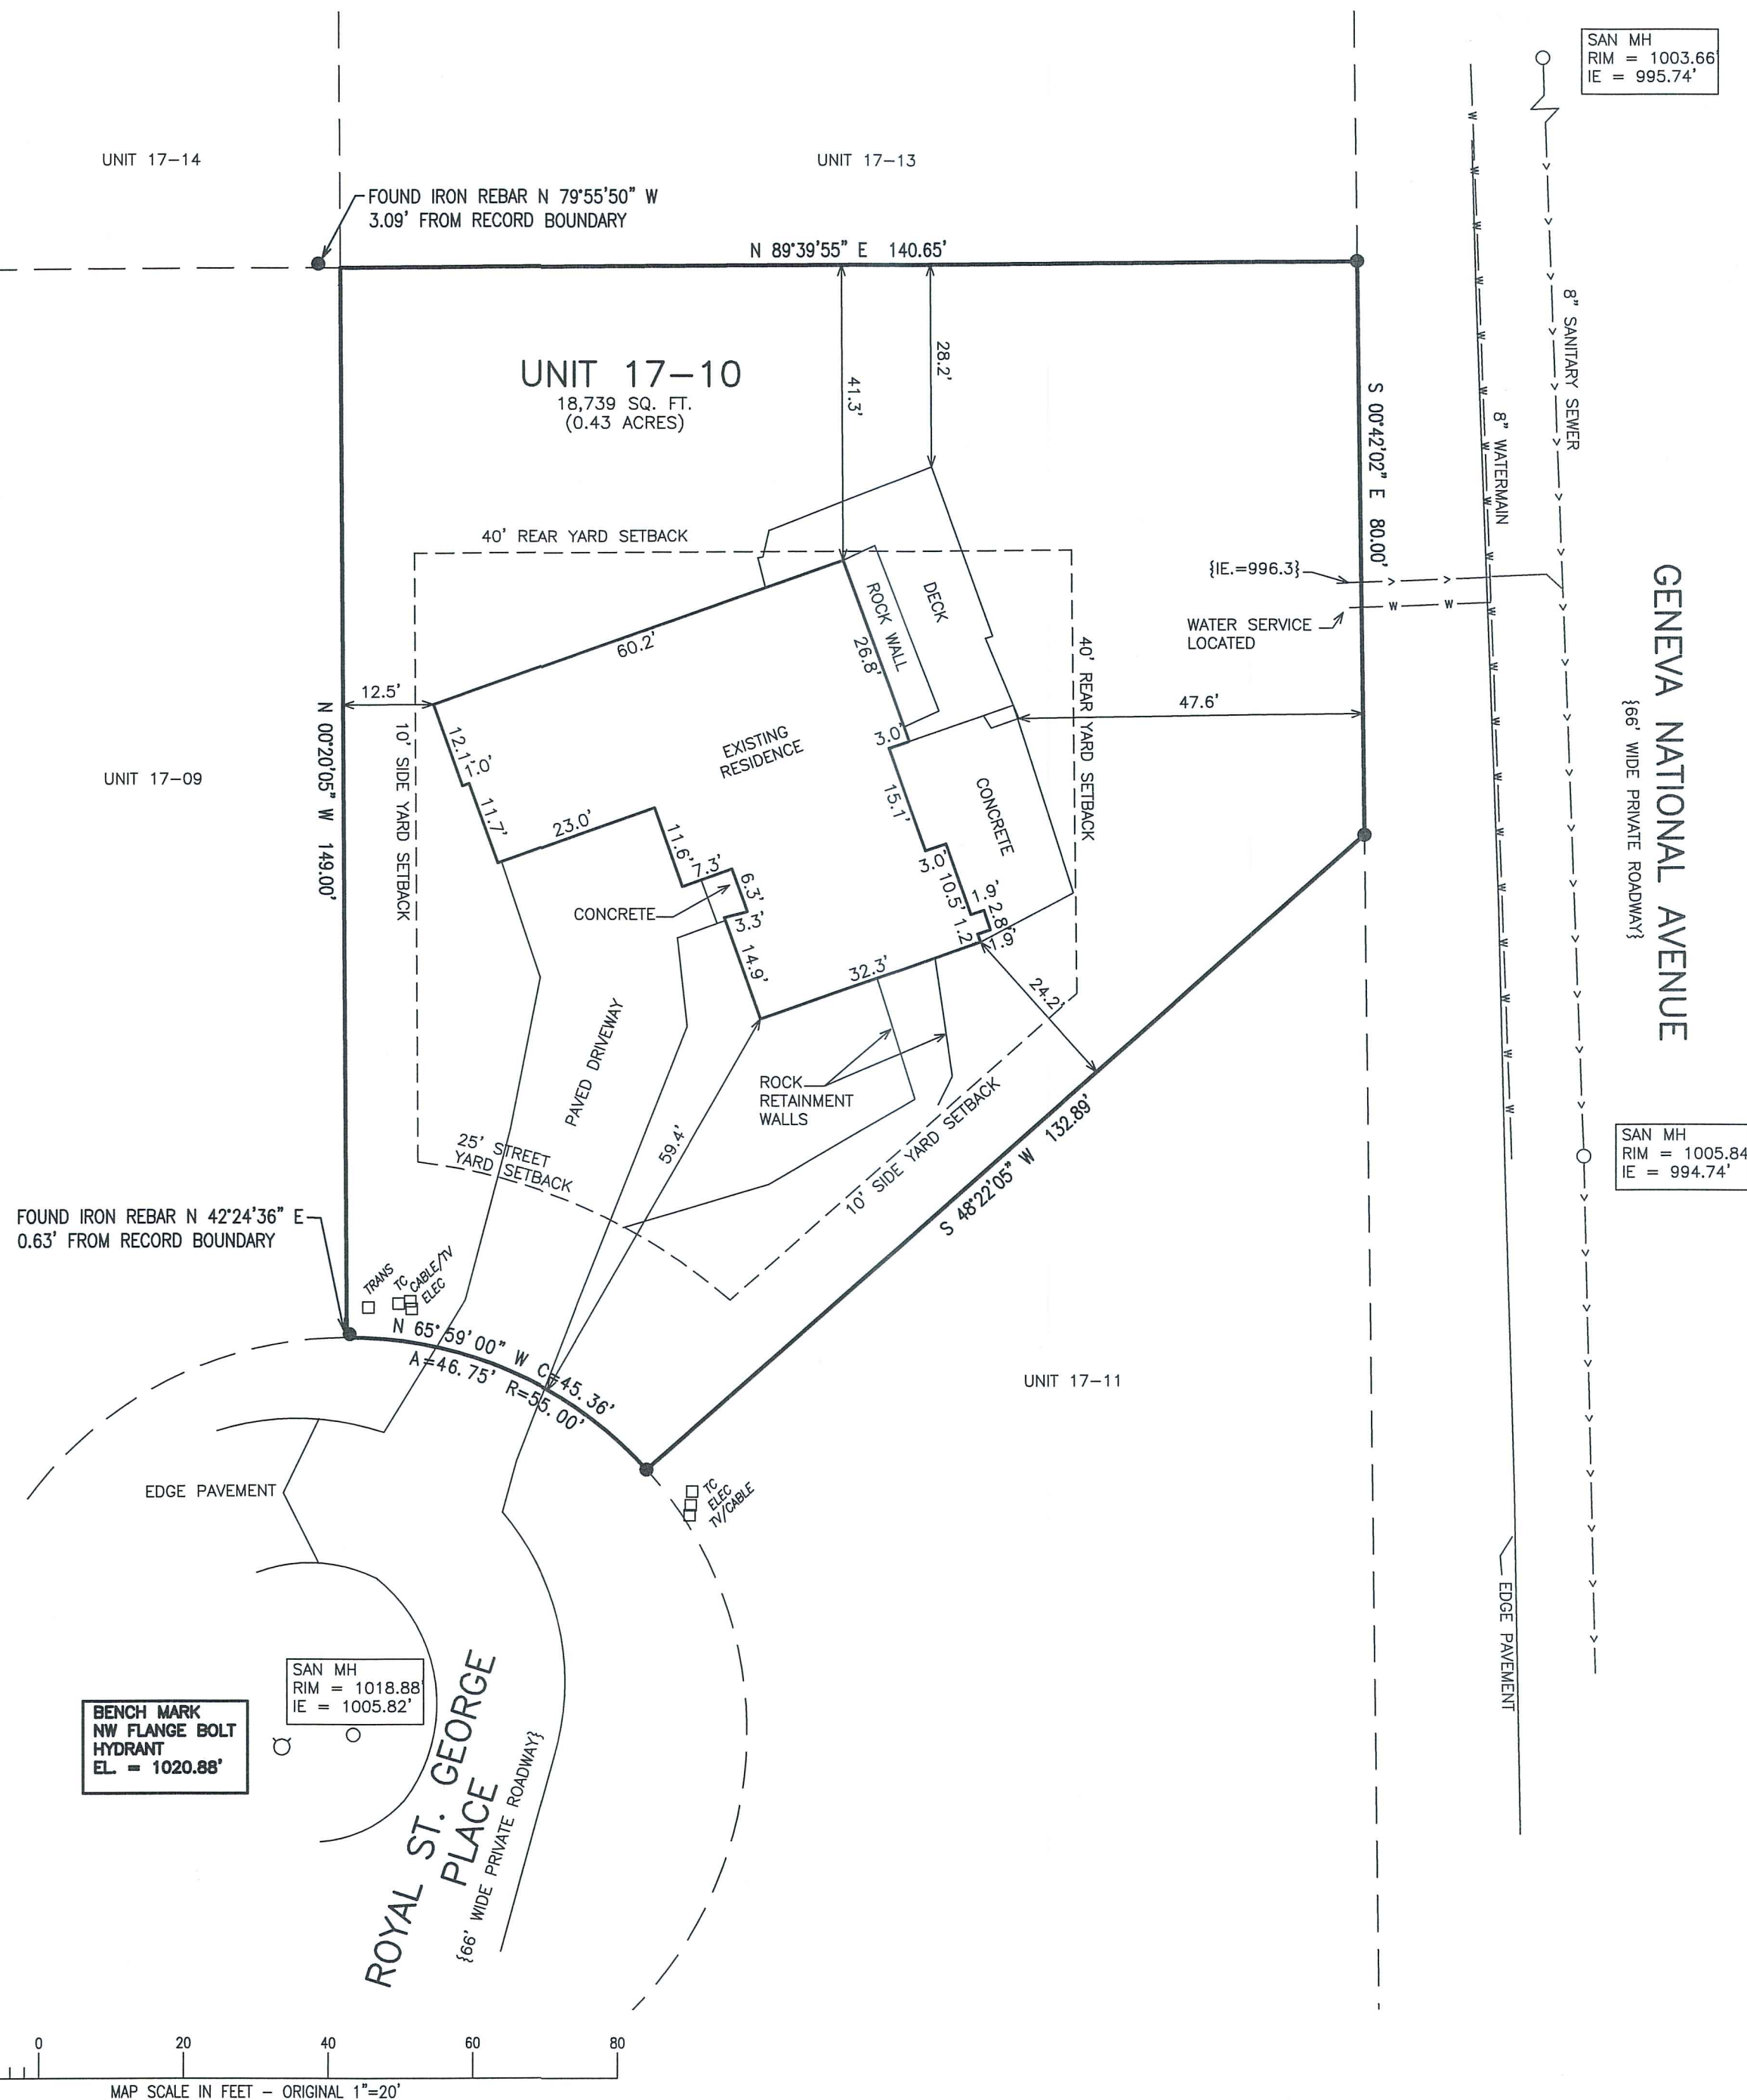 SAN MH
RIM = 1003.66'
IE = 995.74'
UNIT 17-14
UNIT 17-13
FOUND IRON REBAR N 79°55'50" W
3.09' FROM RECORD BOUNDARY
N 89°39'55" E 140.65'
UNIT 17-10
18,739 SQ. FT.
(0.43 ACRES)
41.3'
28.2'
S 00°42'02" E 80.00'
8" WATERMAIN
8" SANITARY SEWER
40' REAR YARD SETBACK
{IE.=996.3}
WATER SERVICE
LOCATED
GENEVA NATIONAL AVENUE
{66' WIDE PRIVATE ROADWAY}
DECK
ROCK WALL
26.8'
60.2'
12.5'
47.6'
40' REAR YARD SETBACK
N 00°20'05" W 149.00'
10' SIDE YARD SETBACK
12.1'
1.0'
11.7'
EXISTING
RESIDENCE
3.0'
15.1'
CONCRETE
UNIT 17-09
23.0'
11.6'
7.3'
6.3'
3.3'
14.9'
CONCRETE
3.0'
10.5'
1.9'
2.8'
1.9'
1.2'
32.3'
24.2'
PAVED DRIVEWAY
ROCK
RETAINMENT
WALLS
59.4'
25' STREET
YARD SETBACK
10' SIDE YARD SETBACK
S 48°22'05" W 132.89'
SAN MH
RIM = 1005.84
IE = 994.74'
FOUND IRON REBAR N 42°24'36" E
0.63' FROM RECORD BOUNDARY
TRANS
TC
CABLE/TV
ELEC
N 65°59'00" W C=45.36'
A=46.75' R=55.00'
UNIT 17-11
TC
ELEC
TV/CABLE
EDGE PAVEMENT
EDGE PAVEMENT
SAN MH
RIM = 1018.88'
IE = 1005.82'
BENCH MARK
NW FLANGE BOLT
HYDRANT
EL. = 1020.88'
ROYAL ST. GEORGE
PLACE
{66' WIDE PRIVATE ROADWAY}
0 20 40 60 80
MAP SCALE IN FEET - ORIGINAL 1"=20'